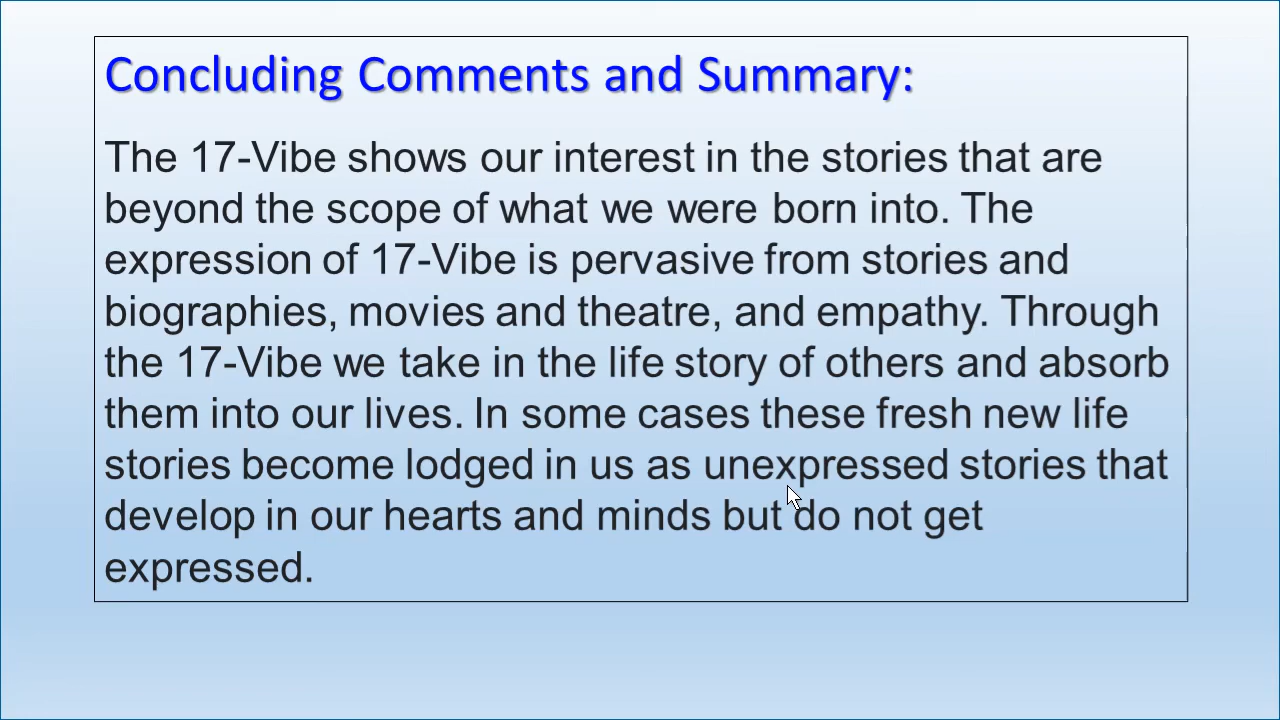 Concluding Comments and Summary:
The 17-Vibe shows our interest in the stories that are
beyond the scope of what we were born into. The
expression of 17-Vibe is pervasive from stories and
biographies, movies and theatre, and empathy. Through
the 17-Vibe we take in the life story of others and absorb
them into our lives. In some cases these fresh new life
stories become lodged in us as unexpressed stories that
develop in our hearts and minds but do not get
expressed.